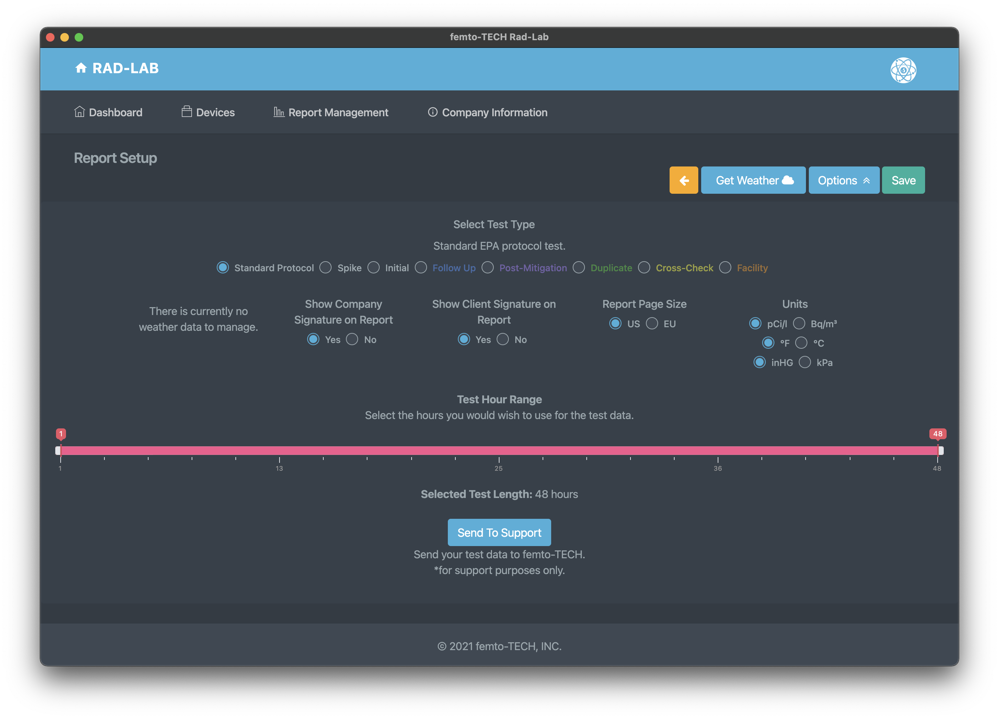 femto-TECH Rad-Lab
RAD-LAB
Dashboard Devices Report Management Company Information
Report Setup
Get Weather Options Save
Select Test Type
Standard EPA protocol test.
Standard Protocol Spike Initial Follow Up Post-Mitigation Duplicate Cross-Check Facility
There is currently no
weather data to manage.
Show Company
Signature on Report
Yes No
Show Client Signature on
Report
Yes No
Report Page Size
US EU
Units
pCi/l Bq/m³
°F °C
inHG kPa
Test Hour Range
Select the hours you would wish to use for the test data.
1 48
1 13 25 36 48
Selected Test Length: 48 hours
Send To Support
Send your test data to femto-TECH.
*for support purposes only.
© 2021 femto-TECH, INC.